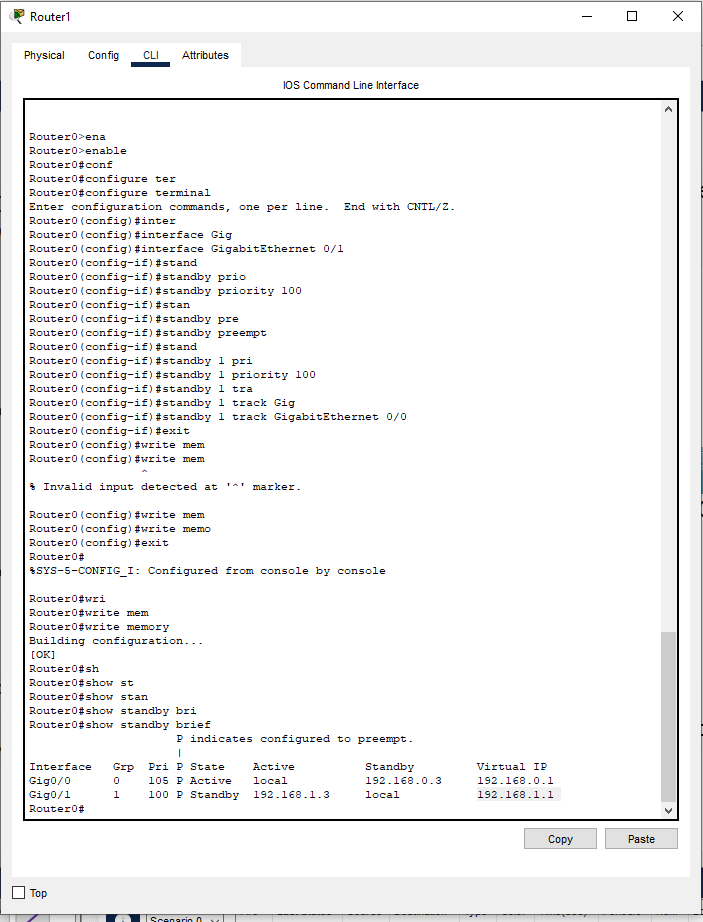 Router1
Physical Config CLI Attributes
IOS Command Line Interface
Router0>ena
Router0>enable
Router0#conf
Router0#configure ter
Router0#configure terminal
Enter configuration commands, one per line.  End with CNTL/Z.
Router0(config)#inter
Router0(config)#interface Gig
Router0(config)#interface GigabitEthernet 0/1
Router0(config-if)#stand
Router0(config-if)#standby prio
Router0(config-if)#standby priority 100
Router0(config-if)#stan
Router0(config-if)#standby pre
Router0(config-if)#standby preempt
Router0(config-if)#stand
Router0(config-if)#standby 1 pri
Router0(config-if)#standby 1 priority 100
Router0(config-if)#standby 1 tra
Router0(config-if)#standby 1 track Gig
Router0(config-if)#standby 1 track GigabitEthernet 0/0
Router0(config-if)#exit
Router0(config)#write mem
Router0(config)#write mem
^
% Invalid input detected at '^' marker.
Router0(config)#write mem
Router0(config)#write memo
Router0(config)#exit
Router0#
%SYS-5-CONFIG_I: Configured from console by console
Router0#wri
Router0#write mem
Router0#write memory
Building configuration...
[OK]
Router0#sh
Router0#show st
Router0#show stan
Router0#show standby bri
Router0#show standby brief
P indicates configured to preempt.
|
Interface   Grp  Pri P State    Active          Standby         Virtual IP
Gig0/0      0    105 P Active   local           192.168.0.3     192.168.0.1
Gig0/1      1    100 P Standby  192.168.1.3     local           192.168.1.1
Router0#
Copy Paste
Top
Scenario 0